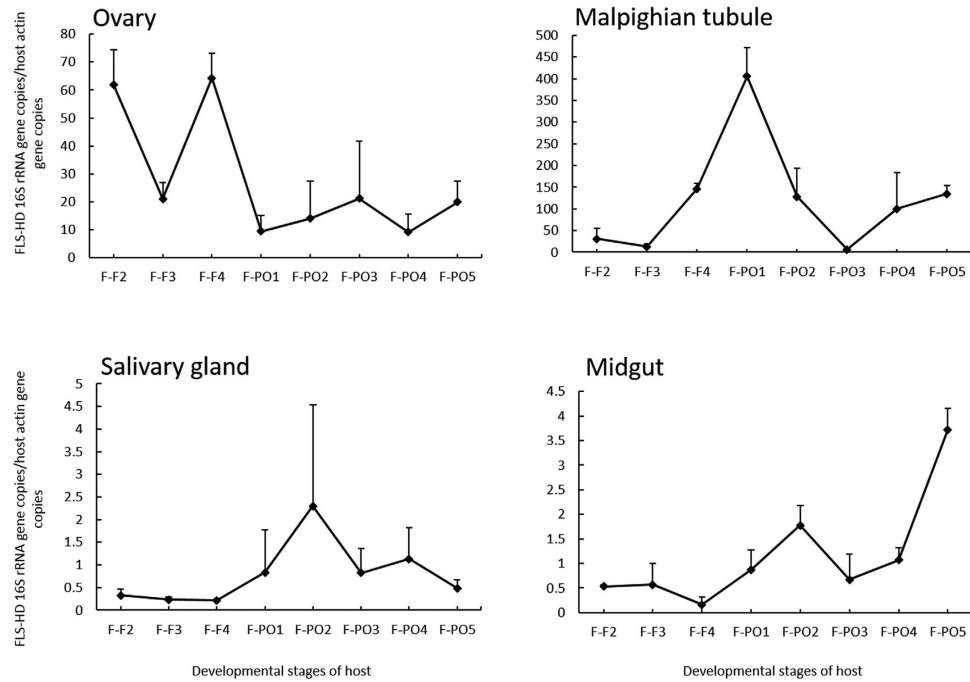 Ovary
FLS-HD 16S rRNA gene copies/host actin
gene copies
80
70
60
50
40
30
20
10
0
F-F2 F-F3 F-F4 F-PO1 F-PO2 F-PO3 F-PO4 F-PO5
Malpighian tubule
500
450
400
350
300
250
200
150
100
50
0
F-F2 F-F3 F-F4 F-PO1 F-PO2 F-PO3 F-PO4 F-PO5
Salivary gland
FLS-HD 16S rRNA gene copies/host actin gene
copies
5
4.5
4
3.5
3
2.5
2
1.5
1
0.5
0
F-F2 F-F3 F-F4 F-PO1 F-PO2 F-PO3 F-PO4 F-PO5
Developmental stages of host
Midgut
4.5
4
3.5
3
2.5
2
1.5
1
0.5
0
F-F2 F-F3 F-F4 F-PO1 F-PO2 F-PO3 F-PO4 F-PO5
Developmental stages of host